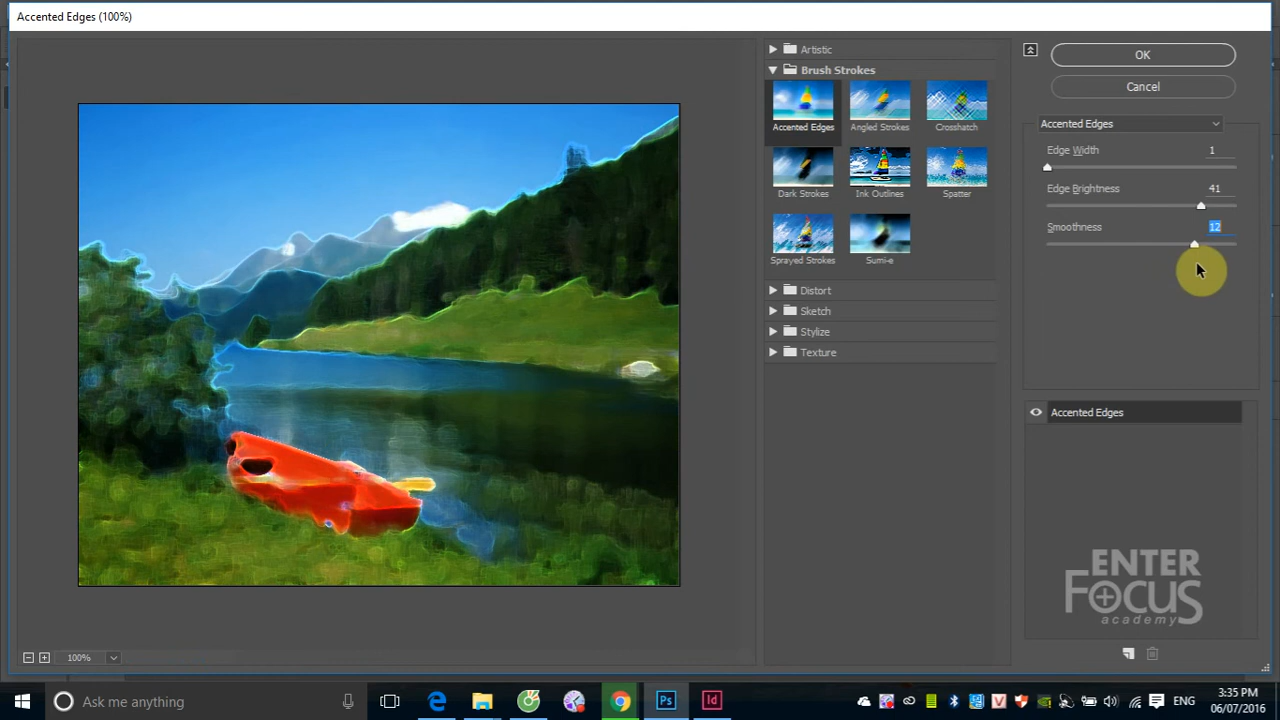 Accented Edges (100%)
Artistic
Brush Strokes
Accented Edges
Angled Strokes
Crosshatch
Dark Strokes
Ink Outlines
Spatter
Sprayed Strokes
Sumi-e
Distort
Sketch
Stylize
Texture
OK
Cancel
Accented Edges
Edge Width 1
Edge Brightness 41
Smoothness 12
Accented Edges
ENTER
FOCUS
academy
100%
Ask me anything
Ps
Id
ENG
3:35 PM
06/07/2016